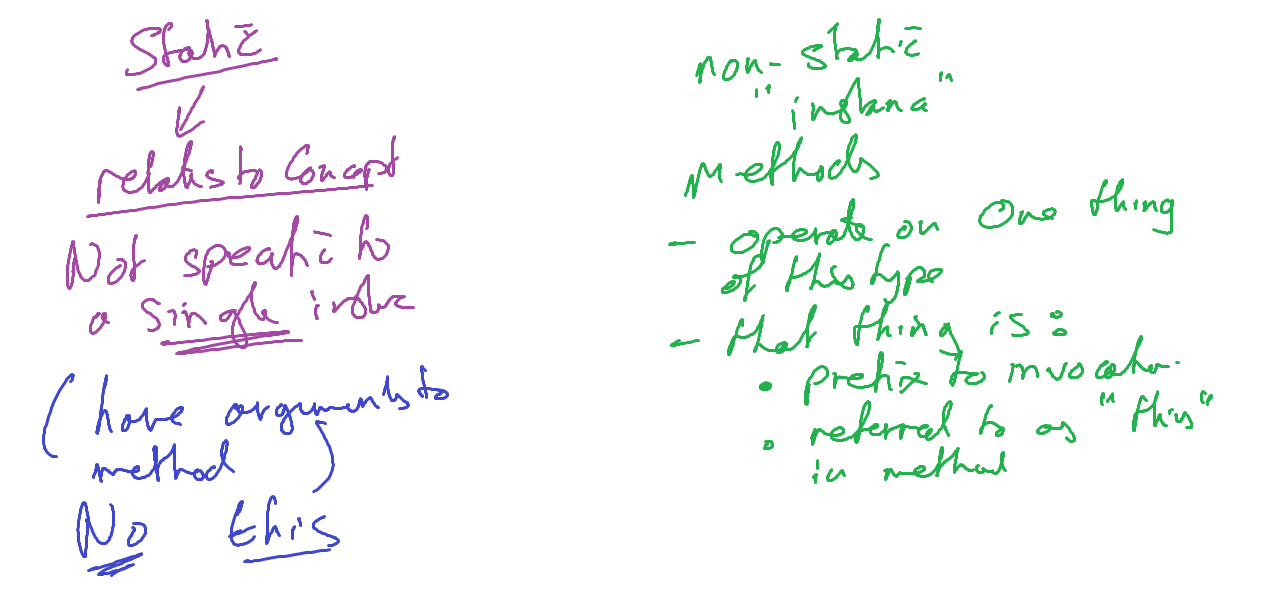 Static
relates to Concept
Not specific to
a single
(have arguments to
method)
No this
non-static
"instance"
Methods
- operate on One thing
of this type
- that thing is:
• prefix to invocation.
• referred to as "this"
in method